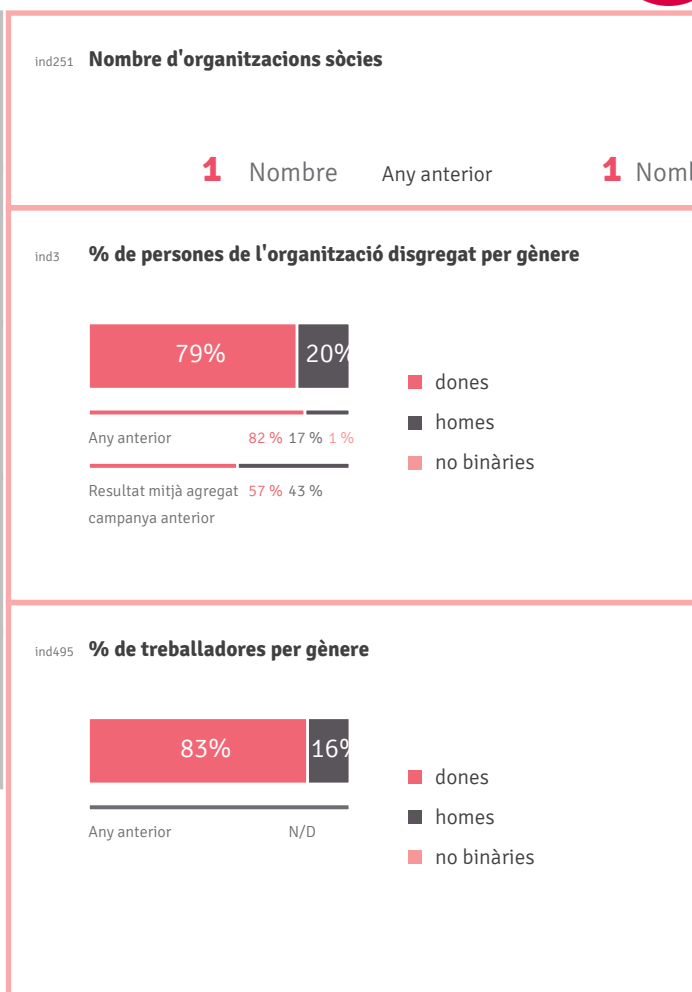 ind251 Nombre d'organitzacions sòcies
1 Nombre Any anterior 1
ind3 % de persones de l'organització disgregat per gènere
79% 20%
dones
homes
no binàries
Any anterior 82 % 17 % 1 %
Resultat mitjà agregat 57 % 43 %
campanya anterior
ind495 % de treballadores per gènere
83% 16%
dones
homes
no binàries
Any anterior N/D